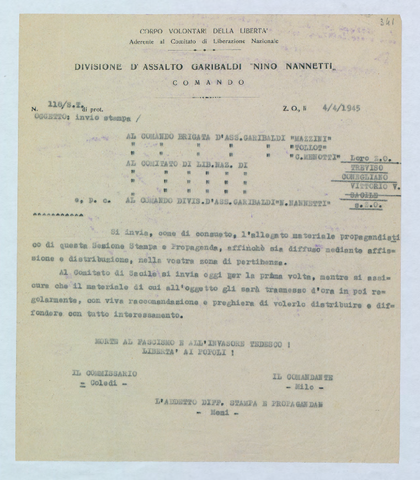 341
CORPO VOLONTARI DELLA LIBERTA'
Aderente al Comitato di Liberazione Nazionale
DIVISIONE D'ASSALTO GARIBALDI "NINO NANNETTI"
COMANDO
N. 118/S.T. di prot. Z.O., li 4/4/1945
OGGETTO: invio stampa/
AL COMANDO BRIGATA D'ASS.GARIBALDI "MAZZINI"
" " " " " "TOLLOT"
" " " " " "C.MENOTTI" Loro Z.O.
AL COMITATO DI LIB.NAZ. DI TREVISO
" " " " " CONEGLIANO
" " " " " VITTORIO V.
" " " " " SACILE
e, p. c. AL COMANDO DIVIS.D'ASS.GARIBALDI"N.NANNETTI" s.Z.O.
Si invia, come di consueto, l'allegato materiale propagandisti
co di questa Sezione Stampa e Propaganda, affinchè sia diffuso mediante affis
sione e distribuzione, nella vostra zona di pertinenza.
Al Comitato di Sacile si invia oggi per la prima volta, mentre si assi-
cura che il materiale di cui all'oggetto gli sarà trasmesso d'ora in poi re-
golarmente, con viva raccomandazione e preghiera di volerlo distribuire e dif-
fondere con tutto interessamento.
MORTE AL FASCISMO E ALL'INVASORE TEDESCO !
LIBERTA' AI POPOLI !
IL COMMISSARIO IL COMANDANTE
- Coledi - - Milo -
L'ADDETTO DIFF. STAMPA E PROPAGANDA